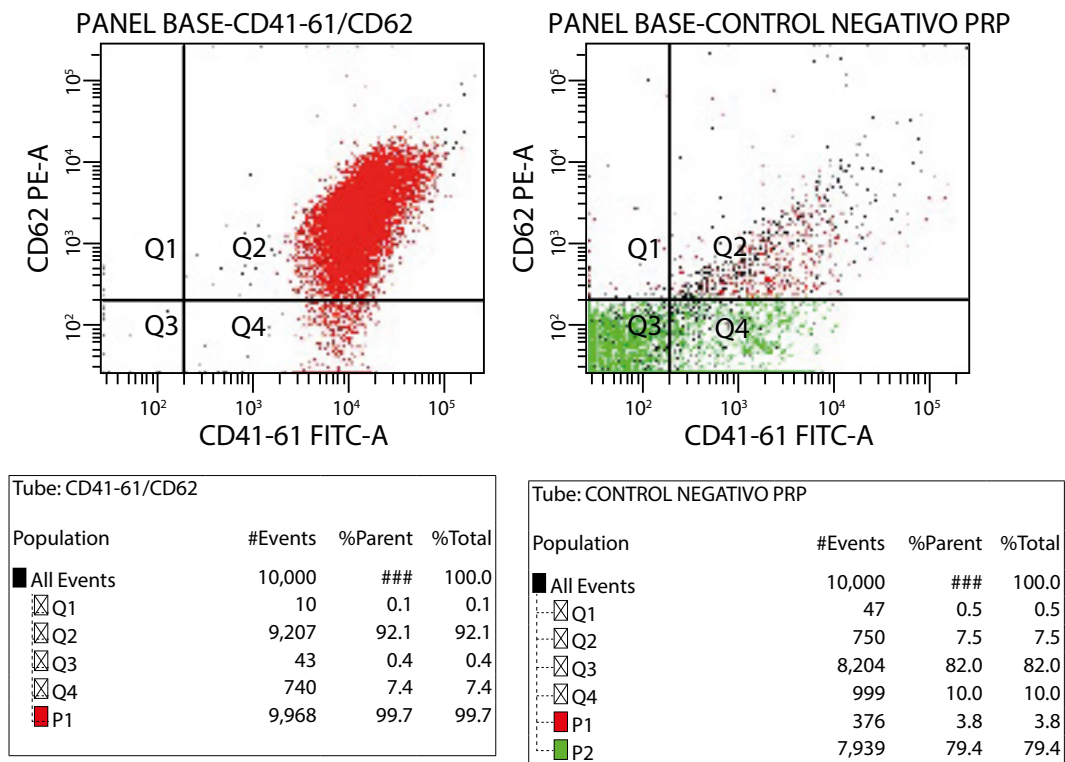 PANEL BASE-CD41-61/CD62
CD62 PE-A
10⁵
10⁴
10³
10²
Q1
Q2
Q3
Q4
10² 10³ 10⁴ 10⁵
CD41-61 FITC-A
PANEL BASE-CONTROL NEGATIVO PRP
CD62 PE-A
10⁵
10⁴
10³
10²
Q1
Q2
Q3
Q4
10² 10³ 10⁴ 10⁵
CD41-61 FITC-A
Tube: CD41-61/CD62
Population #Events %Parent %Total
All Events 10,000 ### 100.0
Q1 10 0.1 0.1
Q2 9,207 92.1 92.1
Q3 43 0.4 0.4
Q4 740 7.4 7.4
P1 9,968 99.7 99.7
Tube: CONTROL NEGATIVO PRP
Population #Events %Parent %Total
All Events 10,000 ### 100.0
Q1 47 0.5 0.5
Q2 750 7.5 7.5
Q3 8,204 82.0 82.0
Q4 999 10.0 10.0
P1 376 3.8 3.8
P2 7,939 79.4 79.4